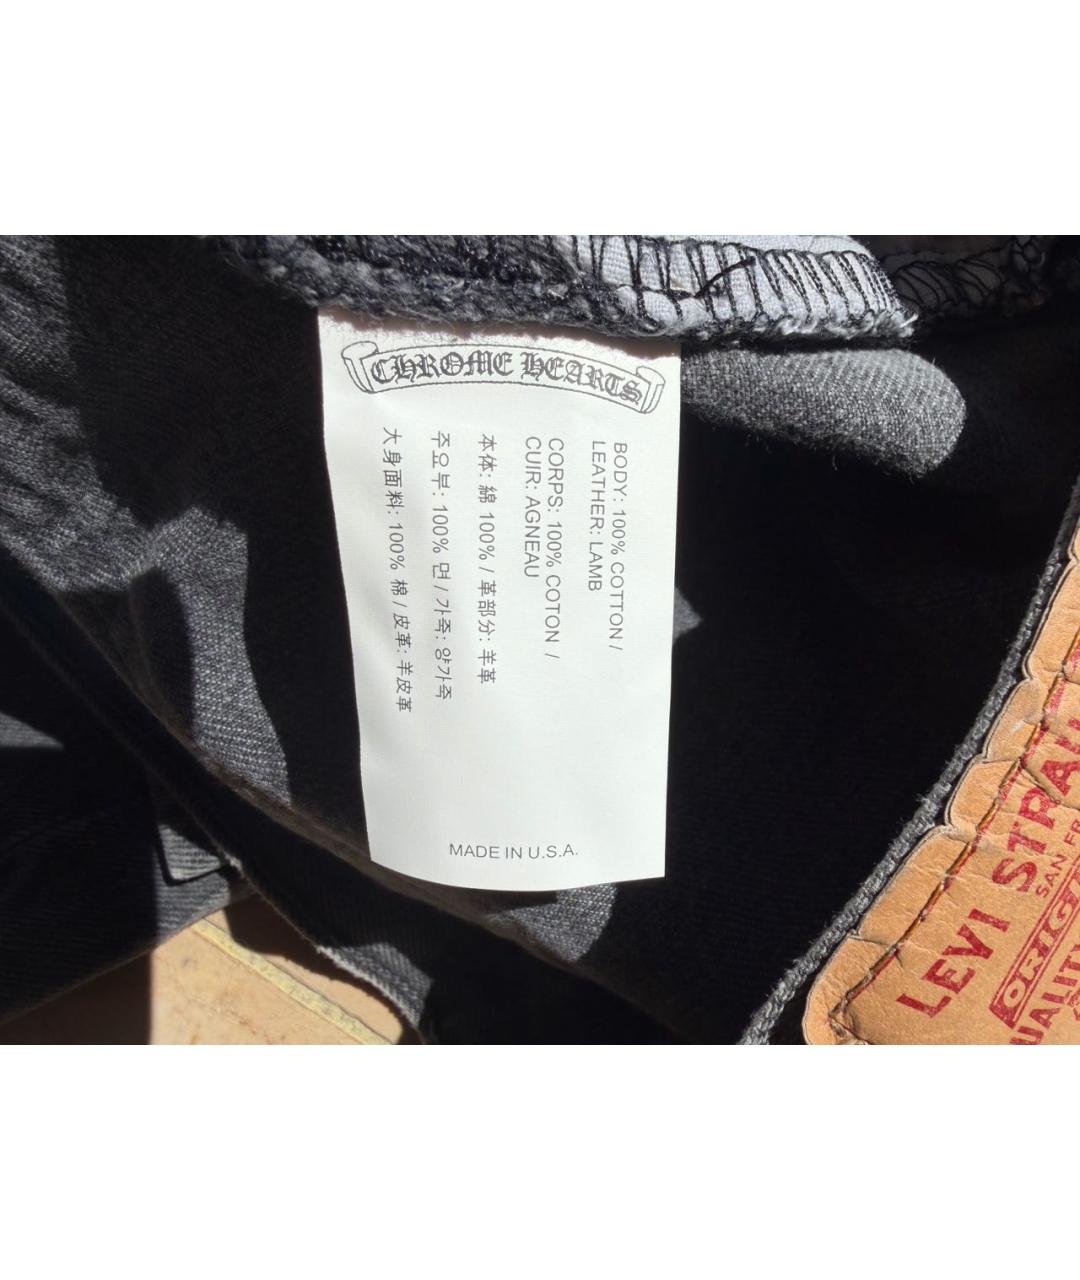 CHROME HEARTS
BODY: 100% COTTON /
LEATHER: LAMB
CORPS: 100% COTON /
CUIR: AGNEAU
本体: 綿 100% / 革部分: 羊革
주요부: 100% 면 / 가죽: 양가죽
大身面料: 100% 棉 / 皮革: 羊皮革
MADE IN U.S.A.
LEVI STRAU
SAN FR
ORIG
UALITY